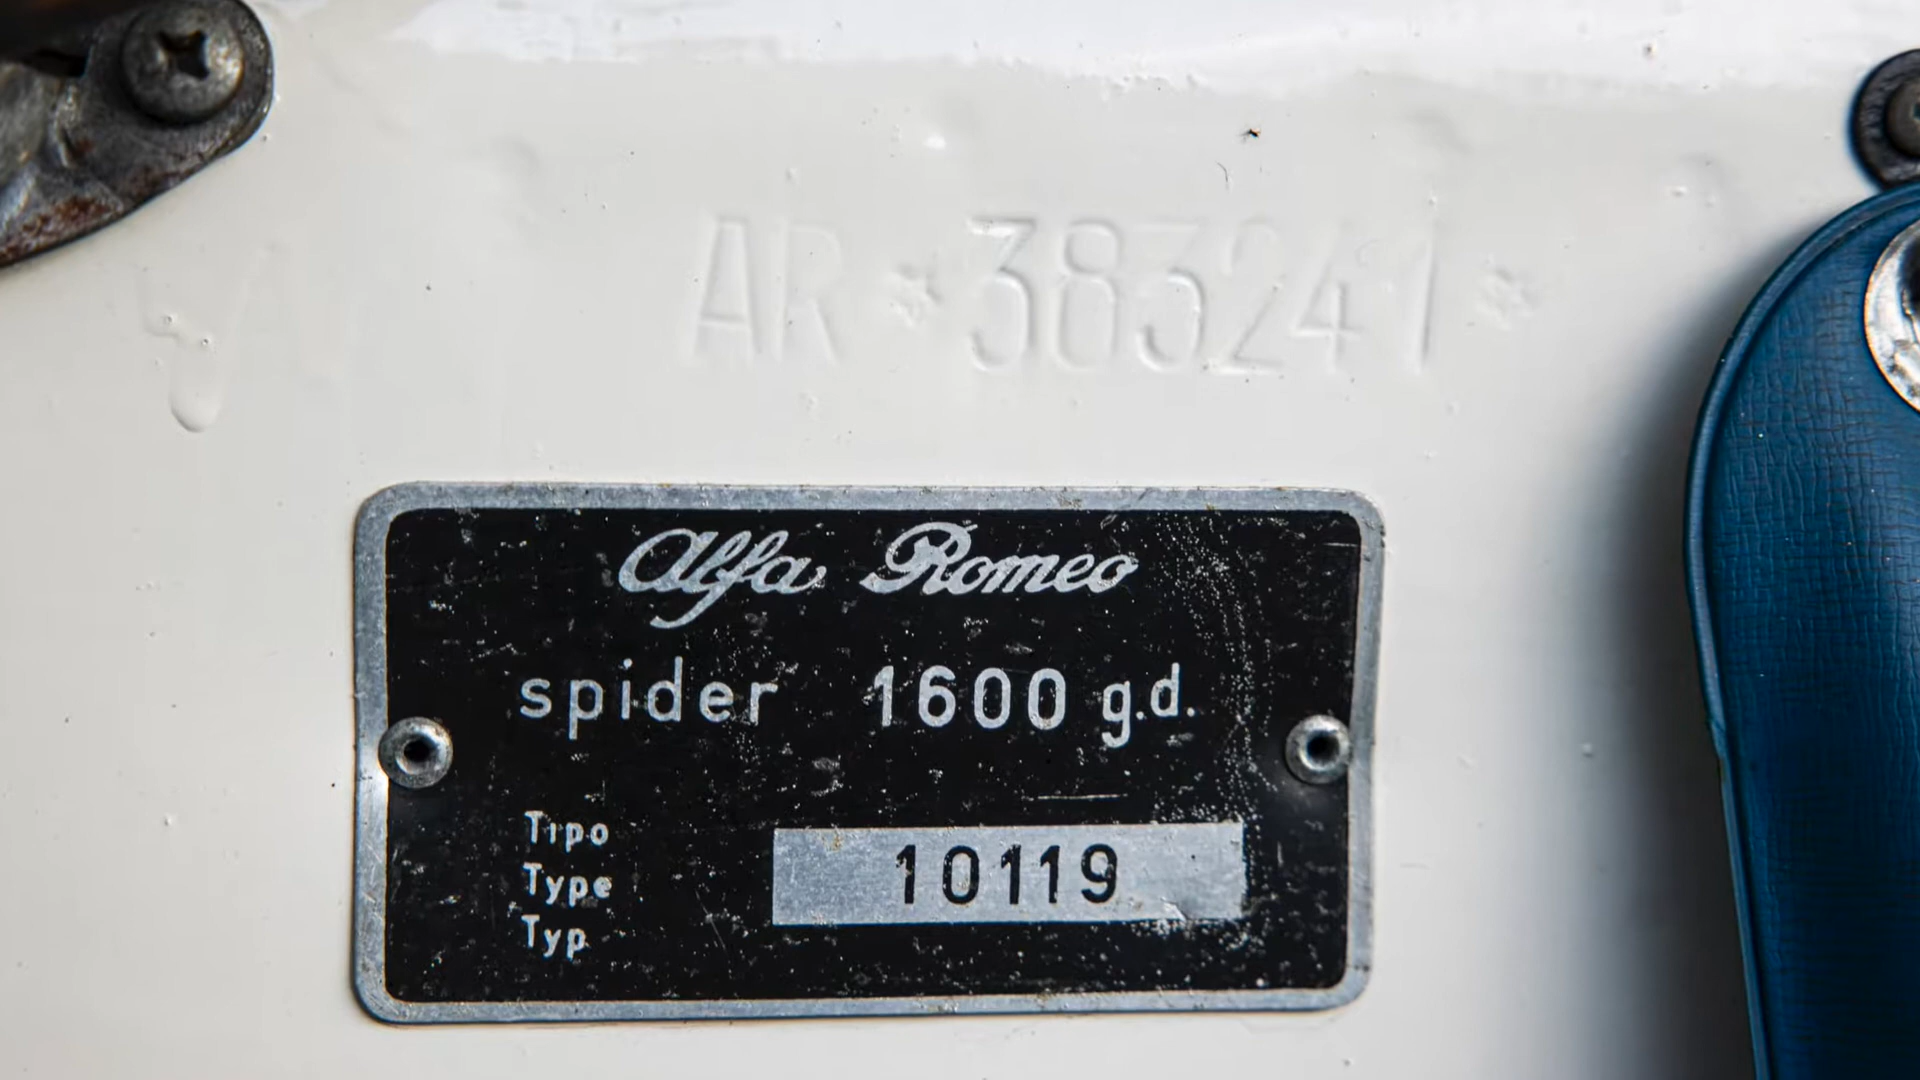 AR*383241*
Alfa Romeo
spider 1600 g.d.
Tipo
Type 10119
Typ